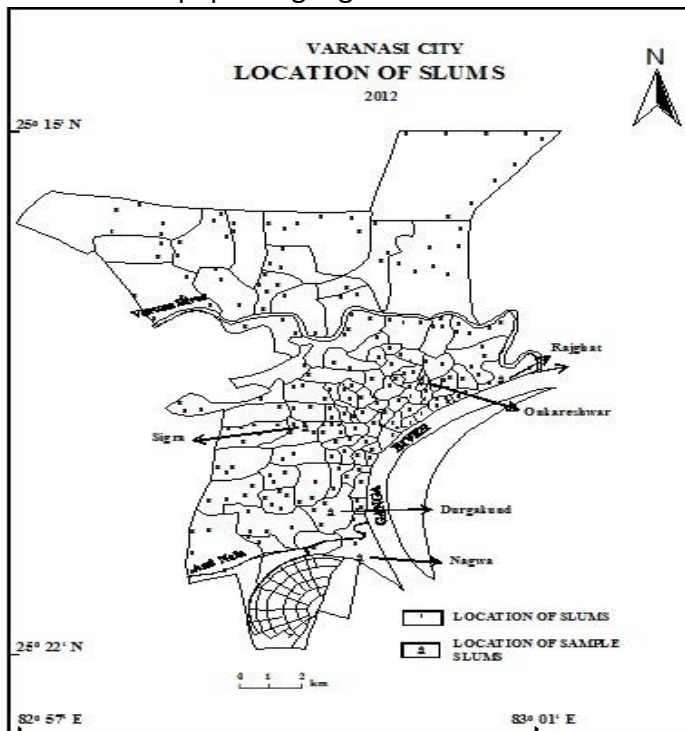 VARANASI CITY
LOCATION OF SLUMS
2012
N
25° 15' N
Varuna River
Rajghat
Onkareshwar
Sigra
RIVER
GANGA
Durgakund
Nagwa
Assi Nala
LOCATION OF SLUMS
LOCATION OF SAMPLE
SLUMS
25° 22' N
0 1 2
km
82° 57' E
83° 01' E